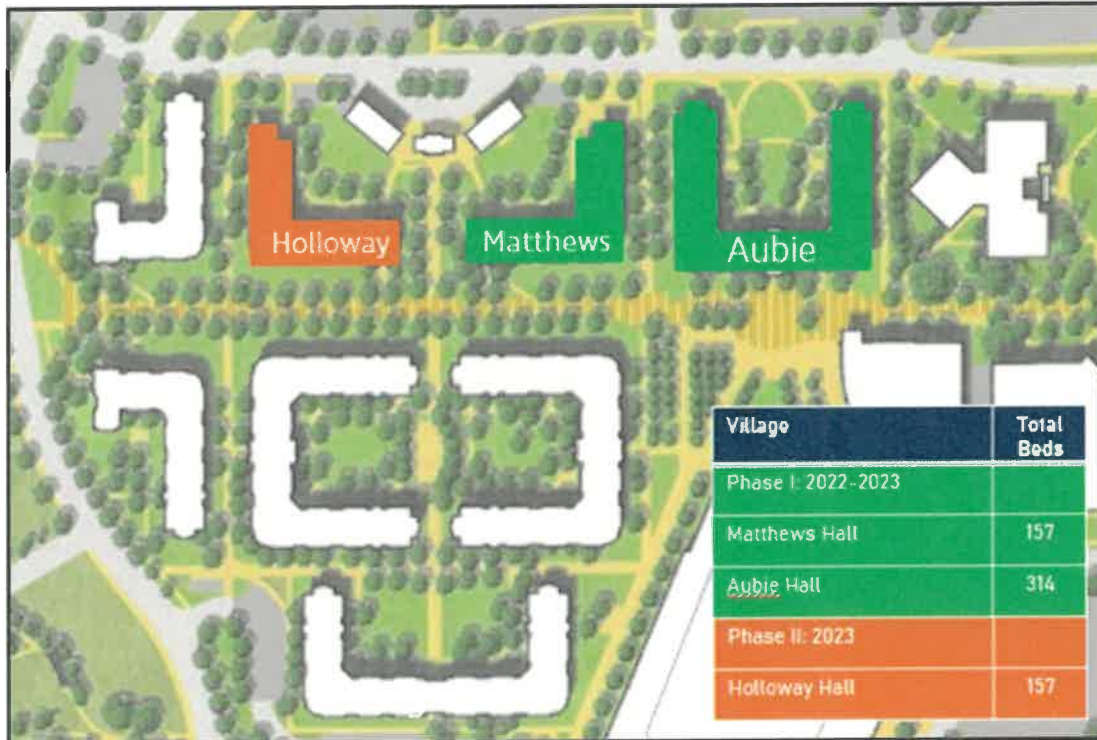 Holloway
Matthews
Aubie
Village Total Beds
Phase I: 2022-2023
Matthews Hall 157
Aubie Hall 314
Phase II: 2023
Holloway Hall 157